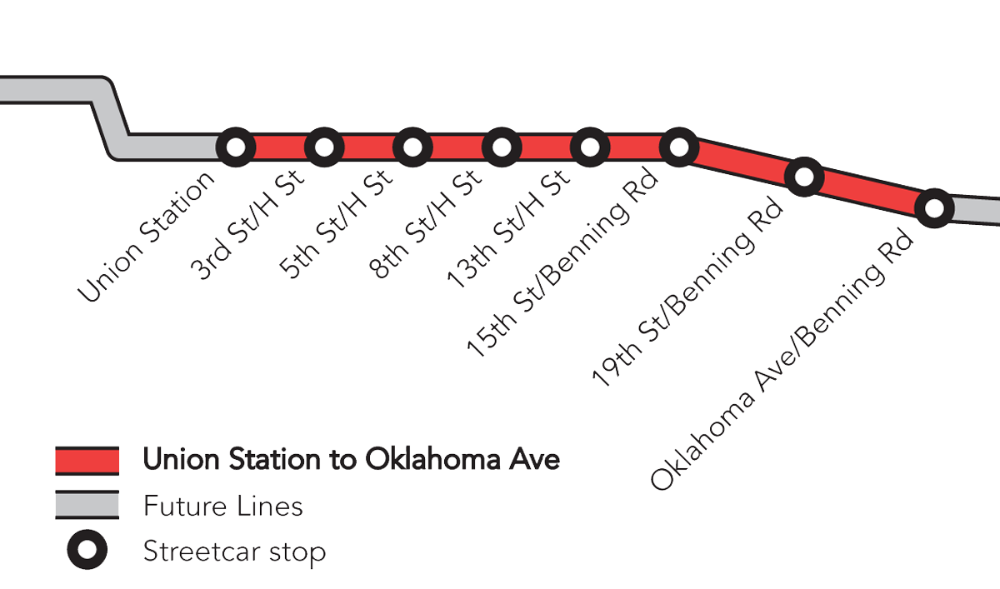 Union Station
3rd St/H St
5th St/H St
8th St/H St
13th St/H St
15th St/Benning Rd
19th St/Benning Rd
Oklahoma Ave/Benning Rd
Union Station to Oklahoma Ave
Future Lines
Streetcar stop